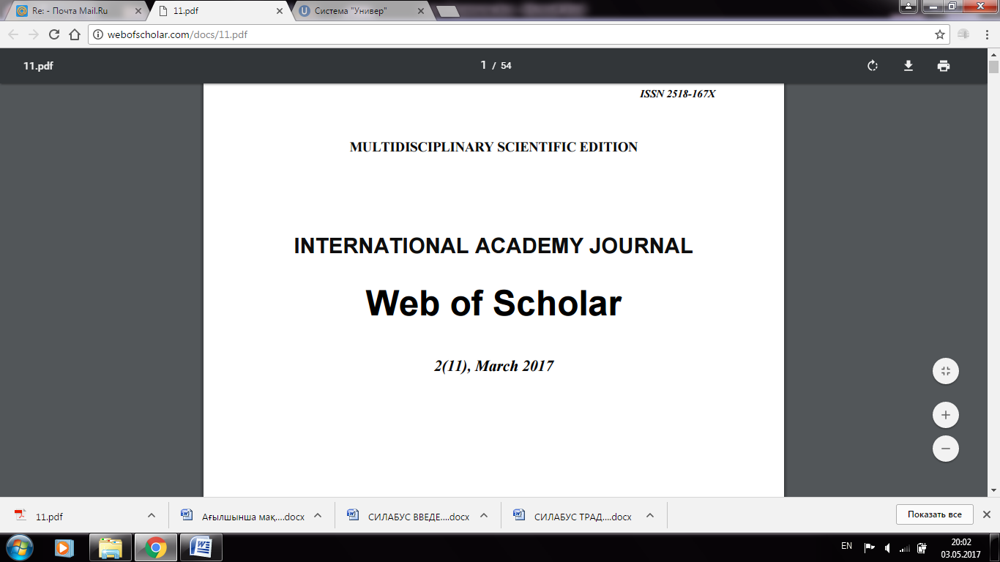 Re: - Почта Mail.Ru
11.pdf
Система "Универ"
webofscholar.com/docs/11.pdf
11.pdf
1 / 54
ISSN 2518-167X
MULTIDISCIPLINARY SCIENTIFIC EDITION
INTERNATIONAL ACADEMY JOURNAL
Web of Scholar
2(11), March 2017
11.pdf
Ағылшынша мақ....docx
СИЛАБУС ВВЕДЕ....docx
СИЛАБУС ТРАД....docx
Показать все
EN
20:02
03.05.2017